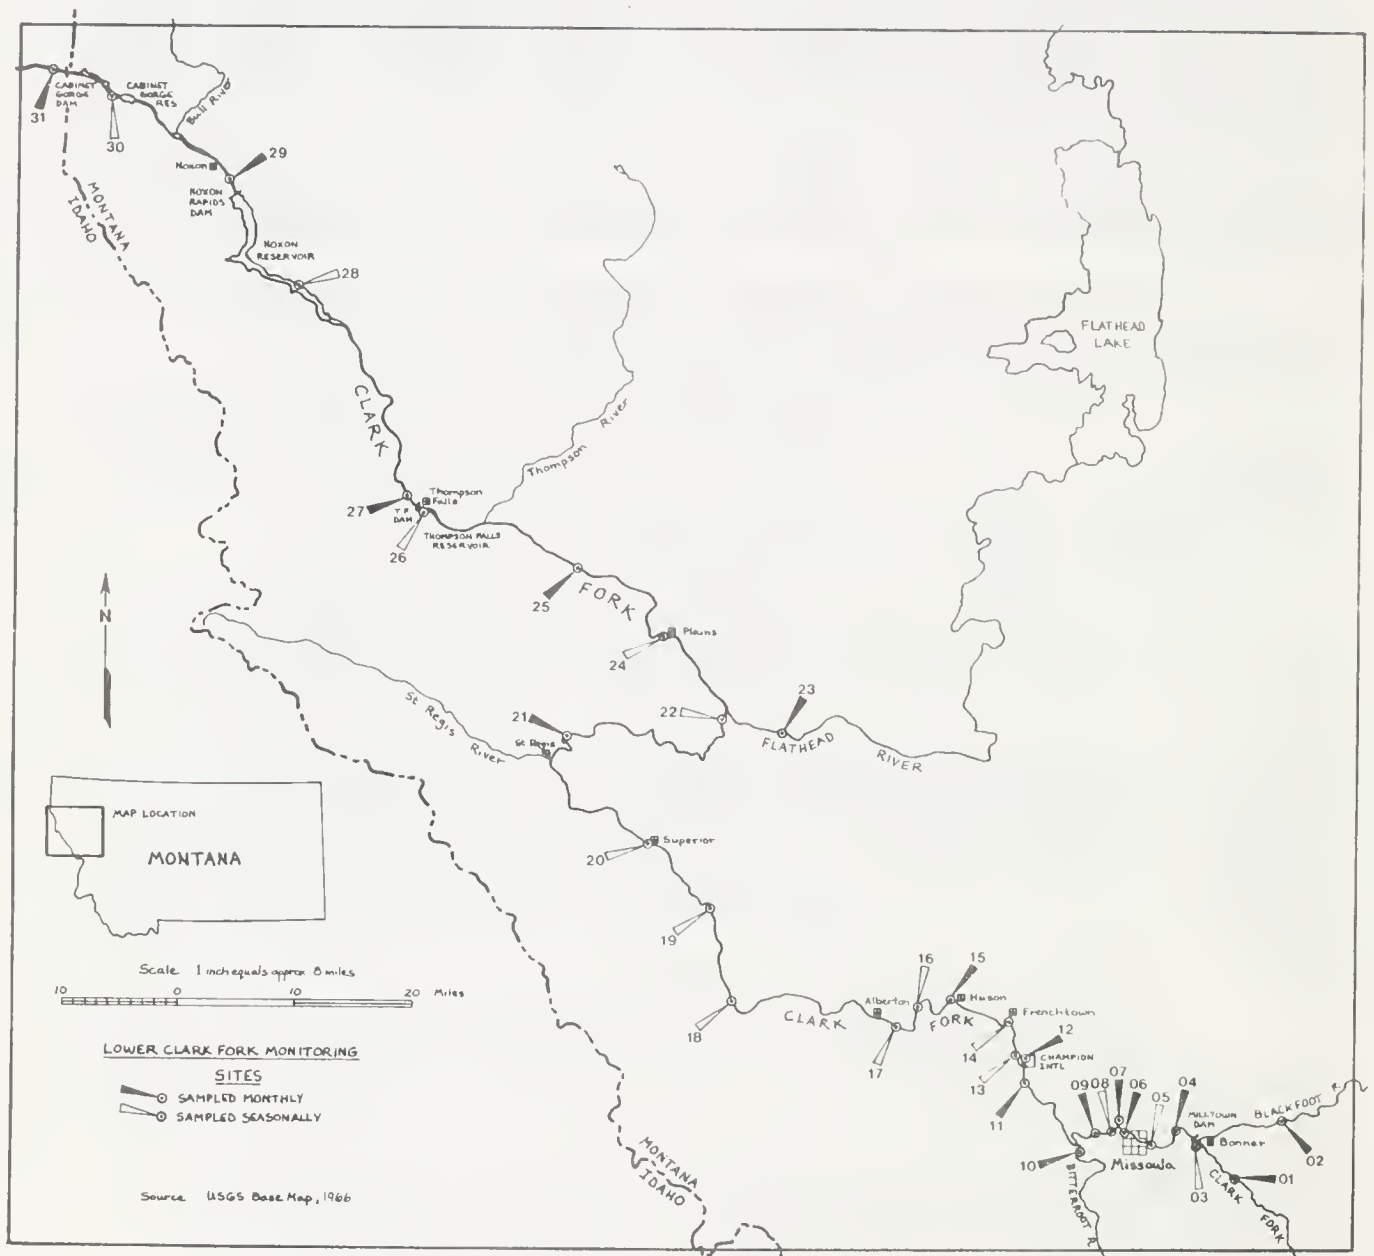 CABINET
GORGE
DAM
CABINET
GORGE
RES
31
30
Bull River
Noxon
29
NOXON
RAPIDS
DAM
MONTANA
IDAHO
NOXON
RESERVOIR
28
FLATHEAD
LAKE
CLARK
Thompson River
27
Thompson
Falls
T.F.
DAM
26
THOMPSON FALLS
RESERVOIR
25
FORK
N
24
Plains
23
22
FLATHEAD RIVER
St Regis River
21
St. Regis
MAP LOCATION
MONTANA
20
Superior
19
Scale 1 inch equals approx 8 miles
10 0 10 20 Miles
18
CLARK FORK
Alberton
16
15
Huson
17
Frenchtown
14
12
CHAMPION
INTL
13
11
LOWER CLARK FORK MONITORING
SITES
SAMPLED MONTHLY
SAMPLED SEASONALLY
09
08
07
06
05
04
MILLTOWN
DAM
BLACKFOOT R.
Bonner
02
10
Missoula
03
01
CLARK FORK
BITTERROOT R.
MONTANA
IDAHO
Source USGS Base Map, 1966